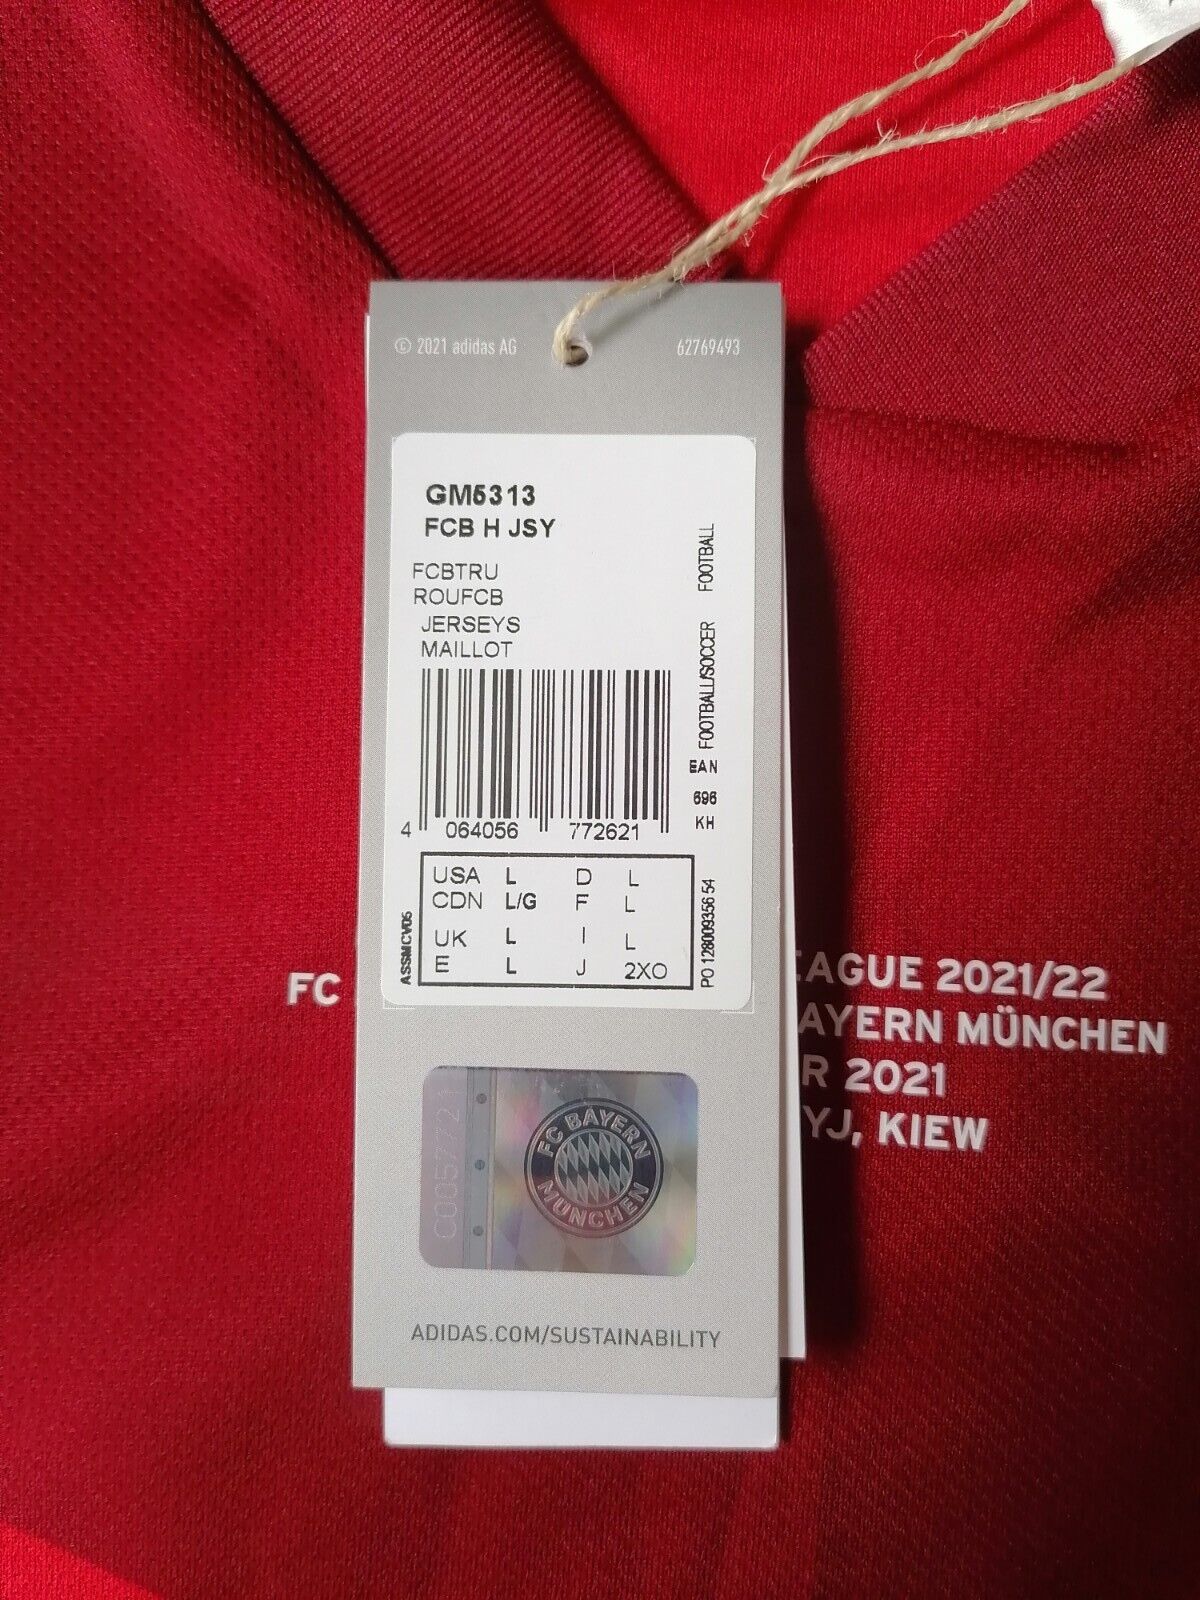 © 2021 adidas AG 62769493
GM5313
FCB H JSY
FCBTRU
ROUFCB
JERSEYS
MAILLOT
FOOTBALL/SOCCER FOOTBALL
EAN
696
KH
4 064056 772621
USA L D L
CDN L/G F L
UK L I L
E L J 2XO
ASSMCV05
PO 0128009356 54
FC
EAGUE 2021/22
AYERN MÜNCHEN
R 2021
YJ, KIEW
C0057721
FC BAYERN
MÜNCHEN
ADIDAS.COM/SUSTAINABILITY